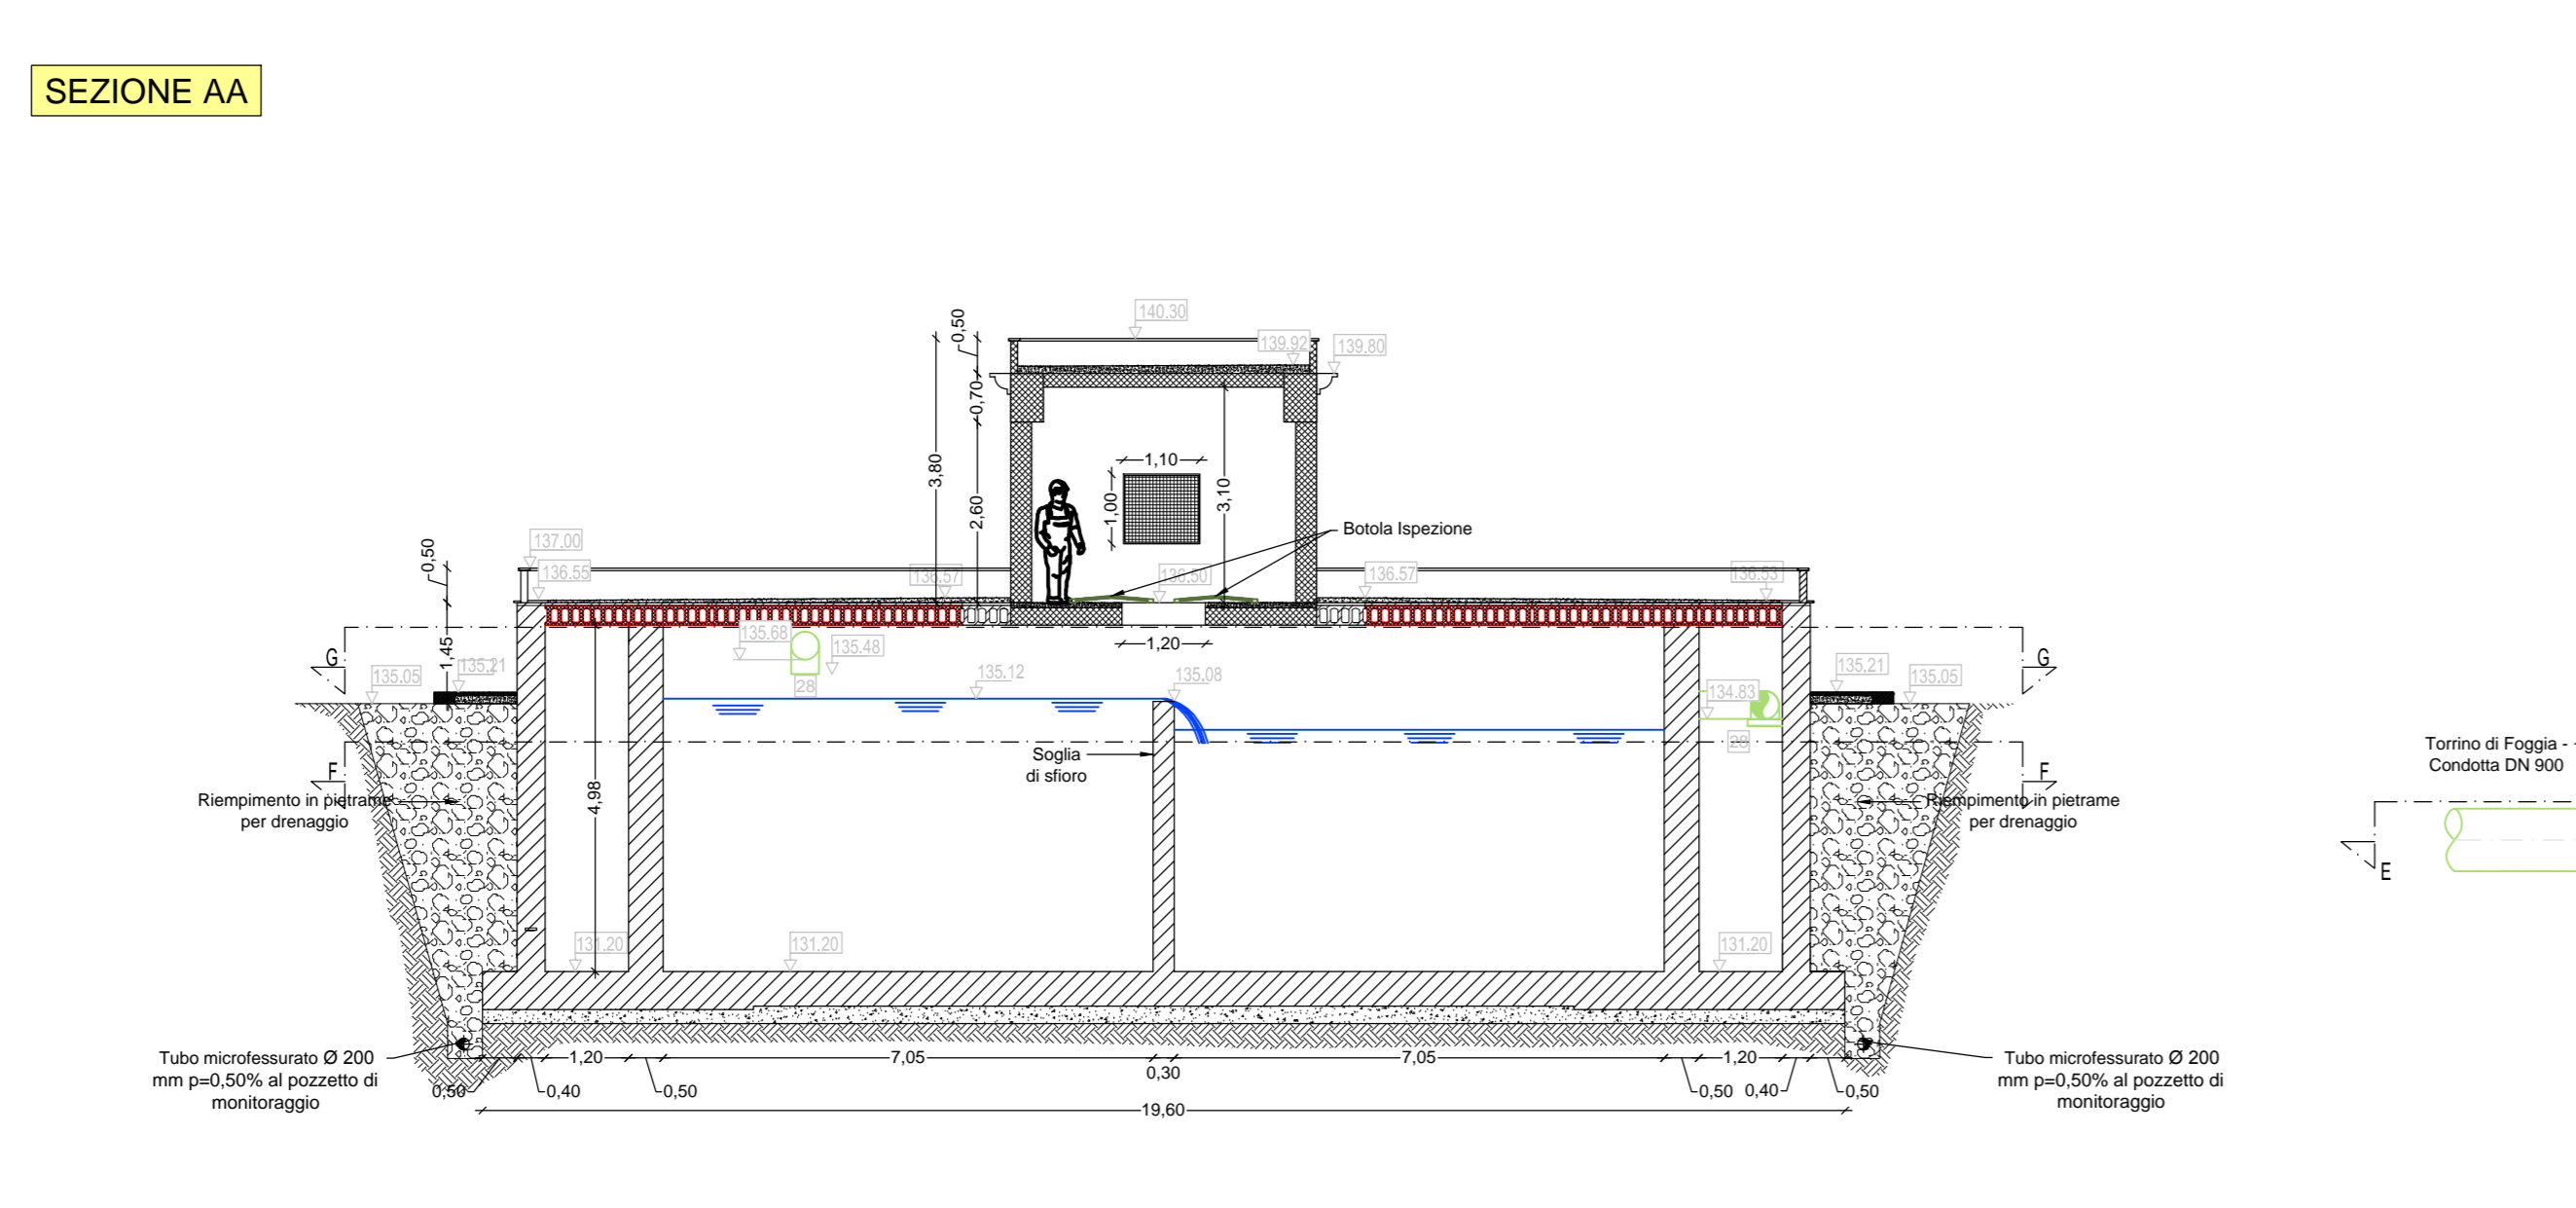 SEZIONE AA
140.30
139.92
139.80
0,50
0,70
3,80
2,60
1,10
1,00
3,10
Botola Ispezione
137.00
0,50
136.55
136.57
136.50
136.57
136.53
1,45
135.68
135.48
1,20
G
G
135.05
135,21
135.12
135.08
134.83
135,21
135.05
28
28
F
F
Soglia
di sfioro
Torrino di Foggia -
Condotta DN 900
Riempimento in pietrame
per drenaggio
4,98
Riempimento in pietrame
per drenaggio
E
131.20
131.20
131.20
Tubo microfessurato Ø 200
mm p=0,50% al pozzetto di
monitoraggio
1,20
7,05
0,30
7,05
1,20
Tubo microfessurato Ø 200
mm p=0,50% al pozzetto di
monitoraggio
0,50
0,40
0,50
0,50
0,40
0,50
19,60